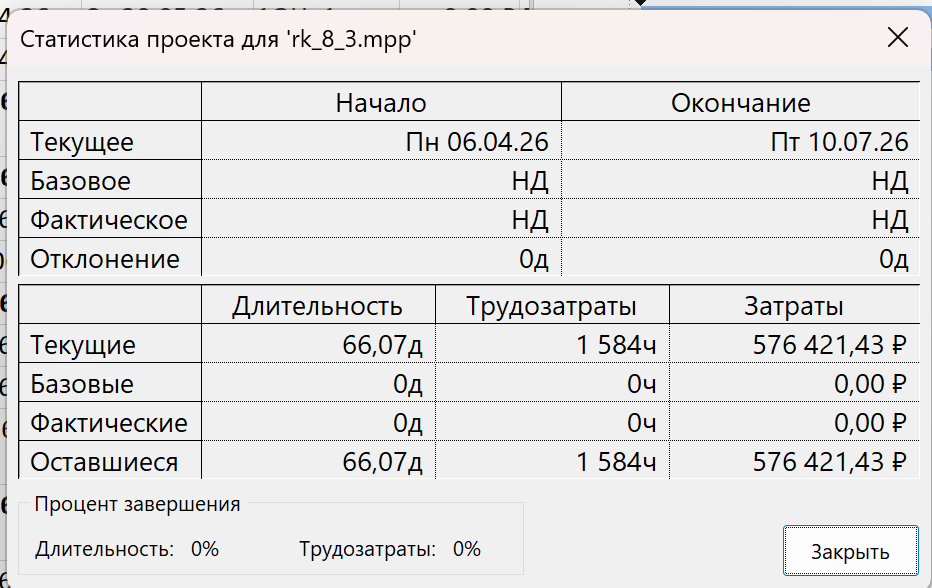 Статистика проекта для 'rk_8_3.mpp'
Начало Окончание
Текущее Пн 06.04.26 Пт 10.07.26
Базовое НД НД
Фактическое НД НД
Отклонение 0д 0д
Длительность Трудозатраты Затраты
Текущие 66,07д 1 584ч 576 421,43 ₽
Базовые 0д 0ч 0,00 ₽
Фактические 0д 0ч 0,00 ₽
Оставшиеся 66,07д 1 584ч 576 421,43 ₽
Процент завершения
Длительность: 0% Трудозатраты: 0%
Закрыть